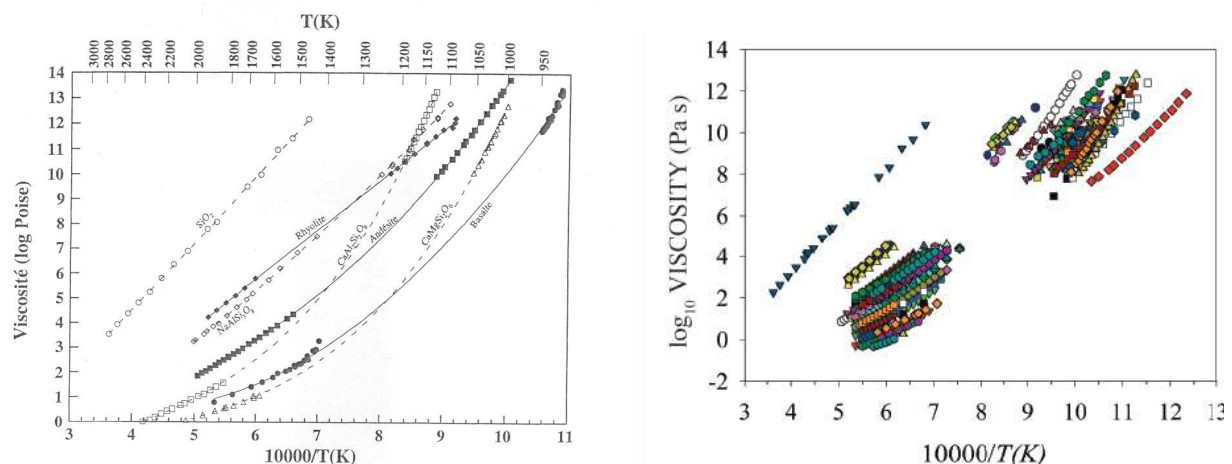 T(K)
3000 2800 2600 2400 2200 2000 1900 1800 1700 1600 1500 1400 1300 1200 1150 1100 1050 1000 950
14
13
12
11
10
9
8
7
6
5
4
3
2
1
0
Viscosité (log Poise)
SiO2
Rhyolite
NaAlSi3O8
CaAl2Si2O8
Andésite
CaMgSi2O6
Basalte
3 4 5 6 7 8 9 10 11
10000/T(K)
14
12
10
8
6
4
2
0
-2
log10 VISCOSITY (Pa s)
3 4 5 6 7 8 9 10 11 12 13
10000/T(K)